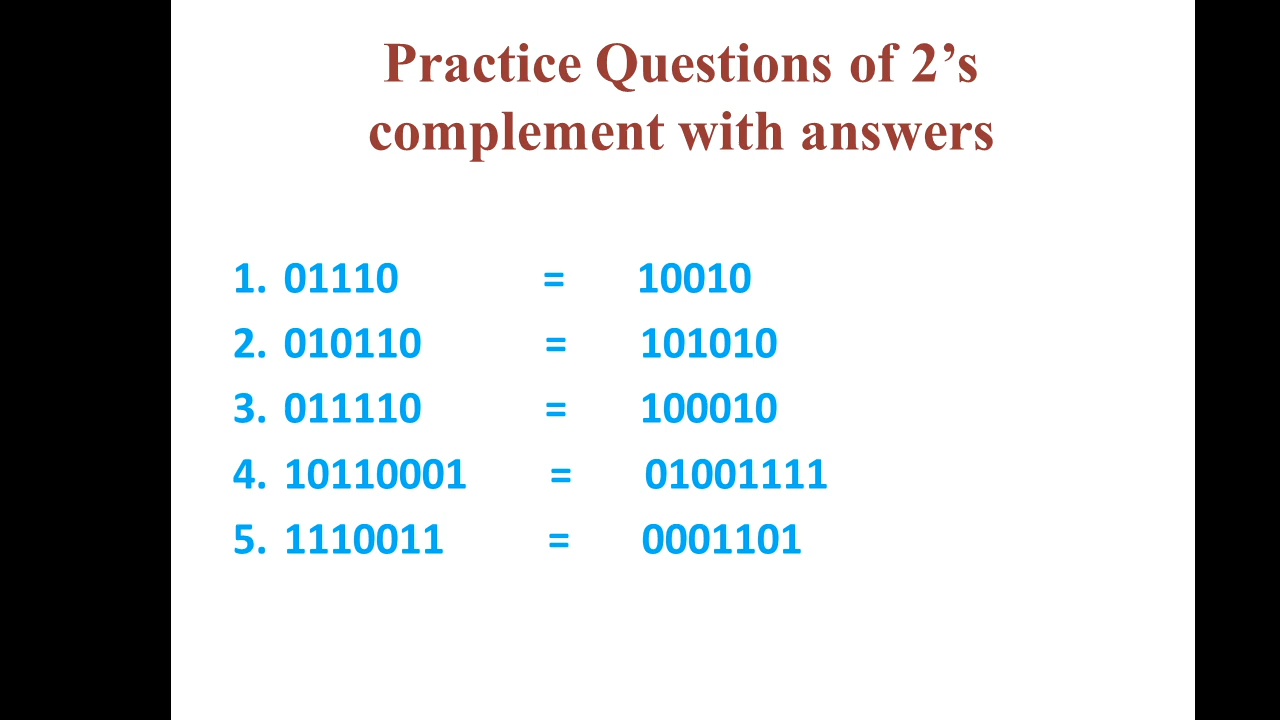 Practice Questions of 2’s
complement with answers
1. 01110 = 10010
2. 010110 = 101010
3. 011110 = 100010
4. 10110001 = 01001111
5. 1110011 = 0001101